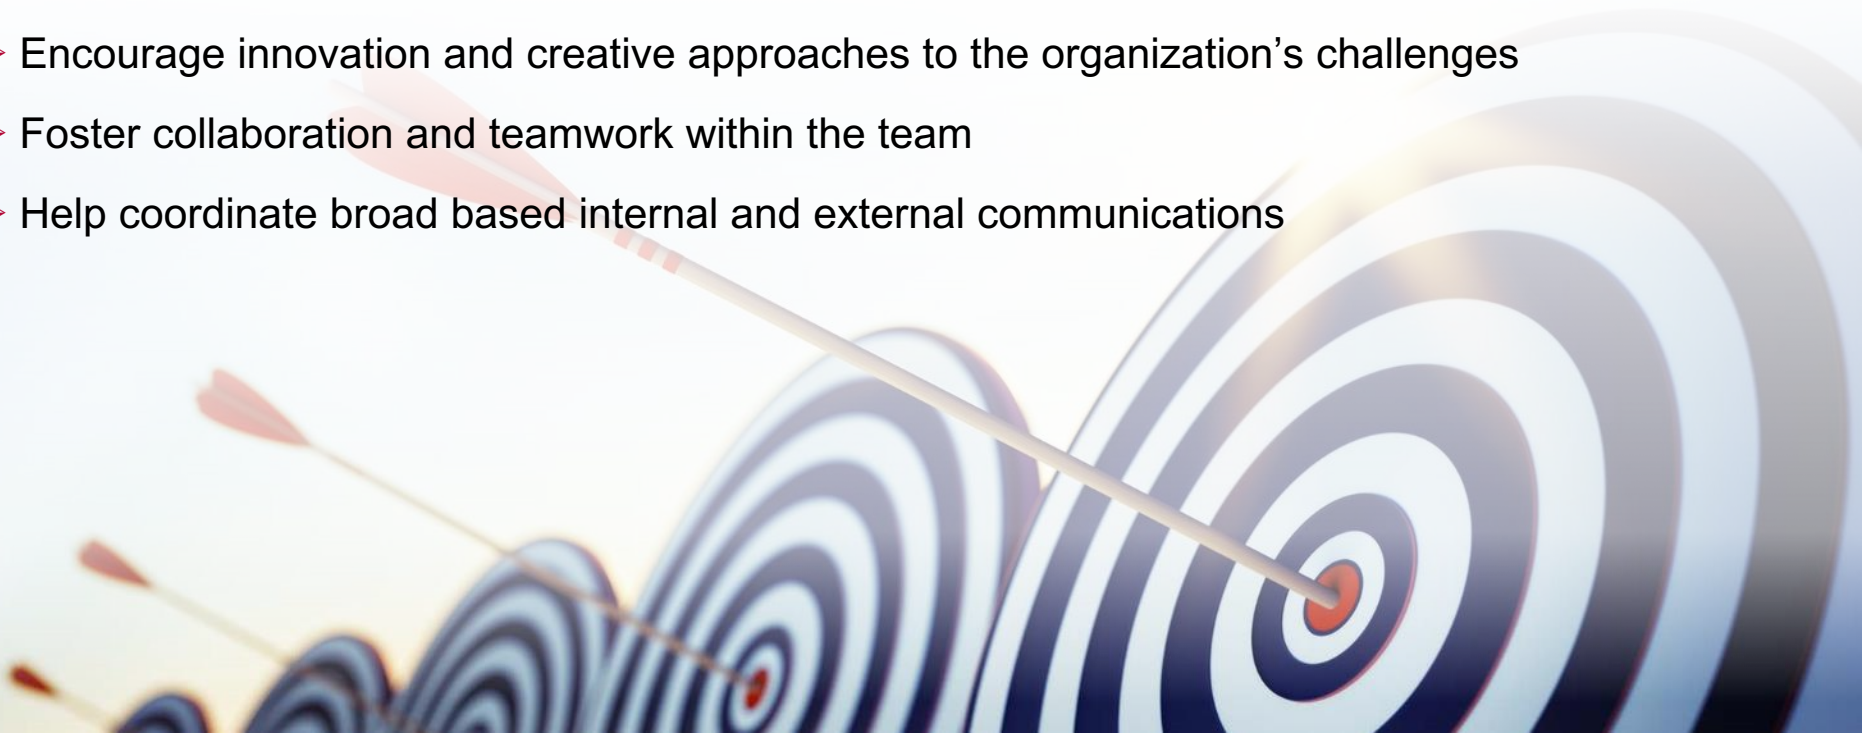 Encourage innovation and creative approaches to the organization’s challenges
Foster collaboration and teamwork within the team
Help coordinate broad based internal and external communications